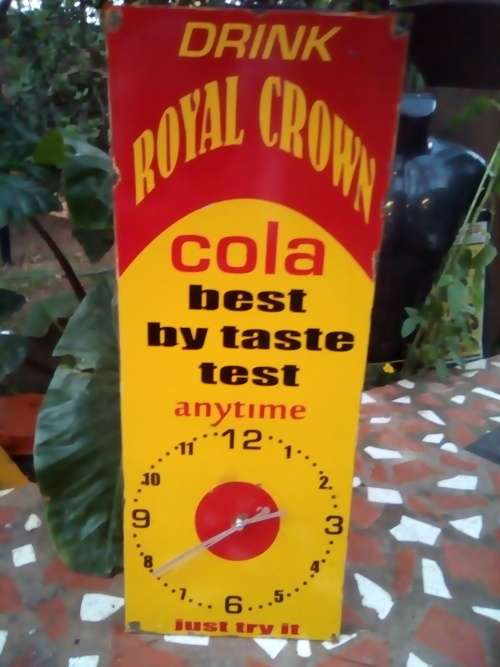 DRINK
ROYAL CROWN
cola
best
by taste
test
anytime
12
11 1
10 2
9 3
8 4
7 5
6
just try it